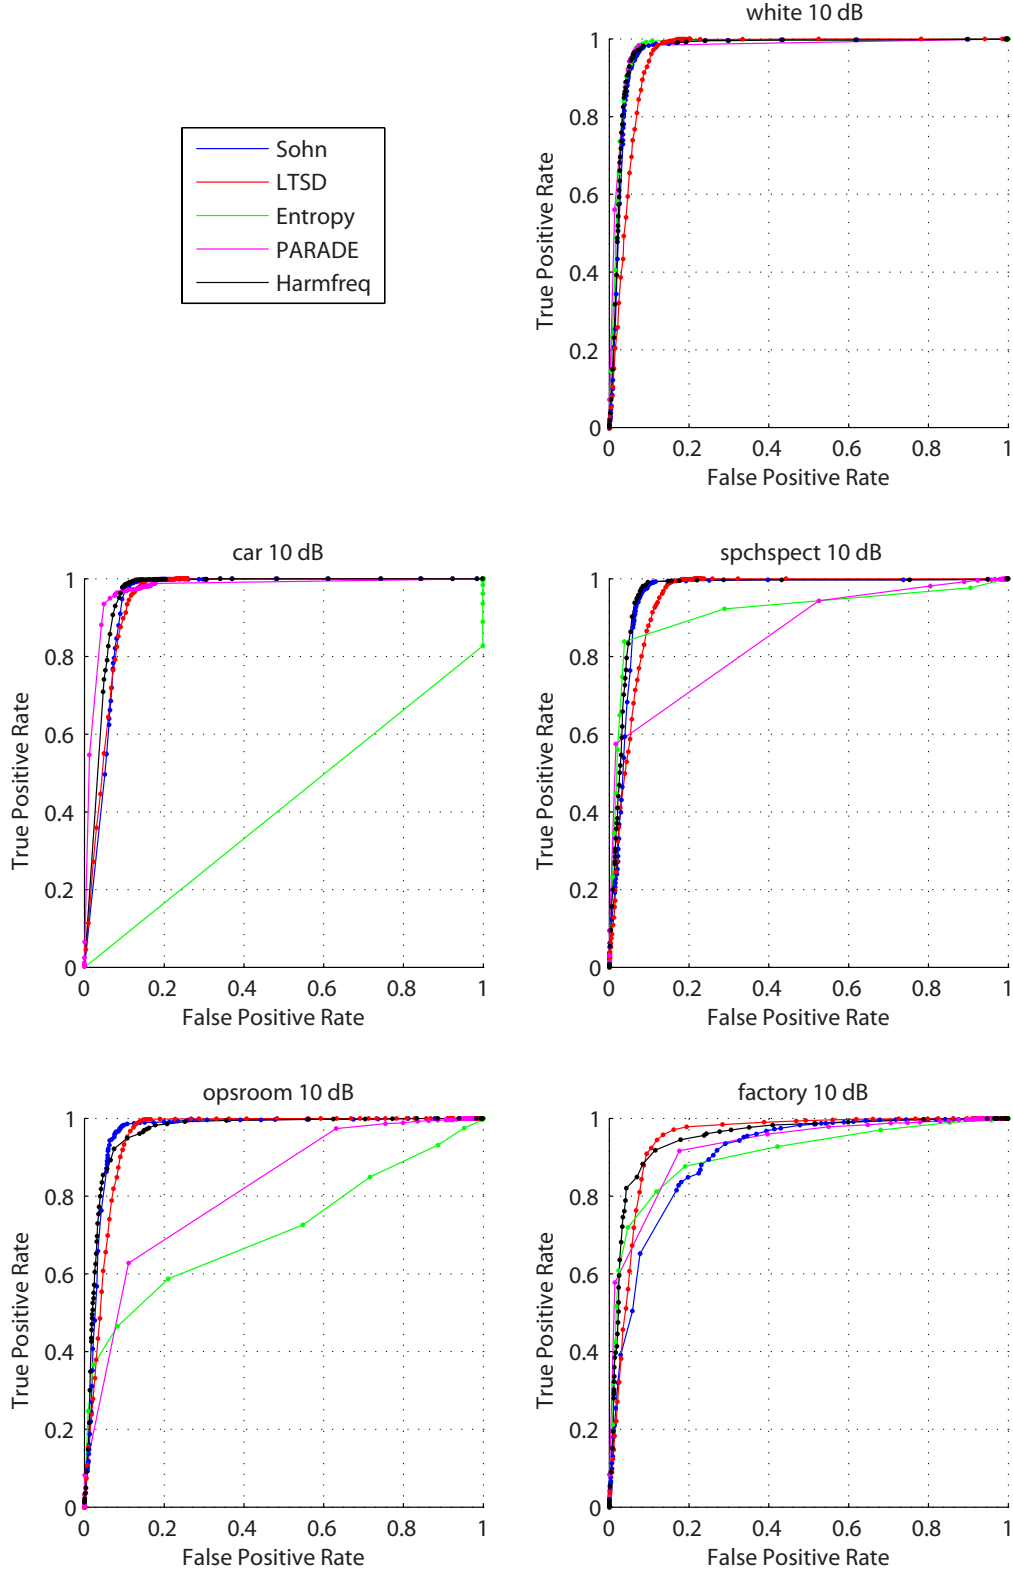 white 10 dB
Sohn
LTSD
Entropy
PARADE
Harmfreq
True Positive Rate
1
0.8
0.6
0.4
0.2
0
0 0.2 0.4 0.6 0.8 1
False Positive Rate
car 10 dB
True Positive Rate
1
0.8
0.6
0.4
0.2
0
0 0.2 0.4 0.6 0.8 1
False Positive Rate
spchspect 10 dB
True Positive Rate
1
0.8
0.6
0.4
0.2
0
0 0.2 0.4 0.6 0.8 1
False Positive Rate
opsroom 10 dB
True Positive Rate
1
0.8
0.6
0.4
0.2
0
0 0.2 0.4 0.6 0.8 1
False Positive Rate
factory 10 dB
True Positive Rate
1
0.8
0.6
0.4
0.2
0
0 0.2 0.4 0.6 0.8 1
False Positive Rate